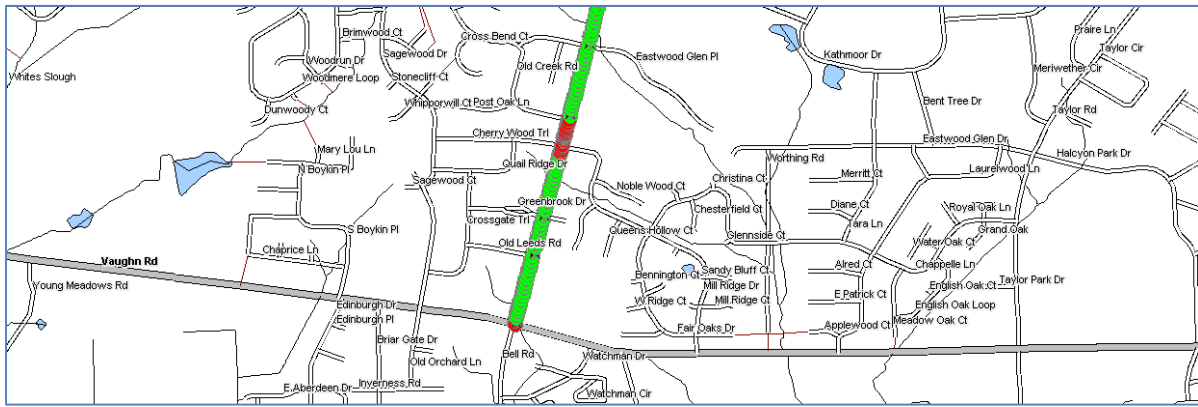 Brimwood Ct
Cross Bend Ct
Prairie Ln
Sagewood Dr
Taylor Cir
Woodrun Dr
Old Creek Rd
Eastwood Glen Pl
Kathmoor Dr
Whites Slough
Woodmere Loop
Stonecliff Ct
Meriwether Cir
Dunwoody Ct
Whipporwill Ct
Post Oak Ln
Bent Tree Dr
Taylor Rd
Cherry Wood Trl
Eastwood Glen Dr
Mary Lou Ln
Halcyon Park Dr
N Boykin Pl
Quail Ridge Dr
Worthing Rd
Laurelwood Ln
Sagewood Ct
Christina Ct
Merritt Ct
Noble Wood Ct
Greenbrook Dr
Chesterfield Ct
Diane Ct
Royal Oak Ln
Crossgate Trl
Tara Ln
S Boykin Pl
Queens Hollow Ct
Glennside Ct
Grand Oak
Chaprice Ln
Old Leeds Rd
Water Oak Ct
Vaughn Rd
Alred Ct
Chappelle Ln
Bennington Ct
Sandy Bluff Ct
Young Meadows Rd
Mill Ridge Dr
English Oak Ct
Taylor Park Dr
Edinburgh Dr
W Ridge Ct
Mill Ridge Ct
E Patrick Ct
English Oak Loop
Edinburgh Pl
Fair Oaks Dr
Applewood Ct
Meadow Oak Ct
Briar Gate Dr
Bell Rd
Watchman Dr
Old Orchard Ln
E Aberdeen Dr
Inverness Rd
Watchman Cir